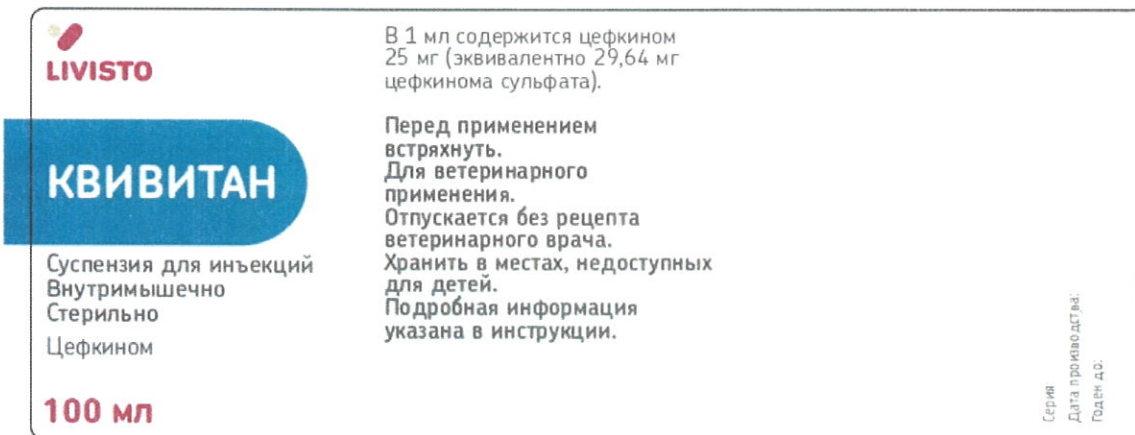 LIVISTO
КВИВИТАН
Суспензия для инъекций
Внутримышечно
Стерильно
Цефкином
100 мл
В 1 мл содержится цефкином
25 мг (эквивалентно 29,64 мг
цефкинома сульфата).
Перед применением
встряхнуть.
Для ветеринарного
применения.
Отпускается без рецепта
ветеринарного врача.
Хранить в местах, недоступных
для детей.
Подробная информация
указана в инструкции.
Серия
Дата производства:
Годен до: